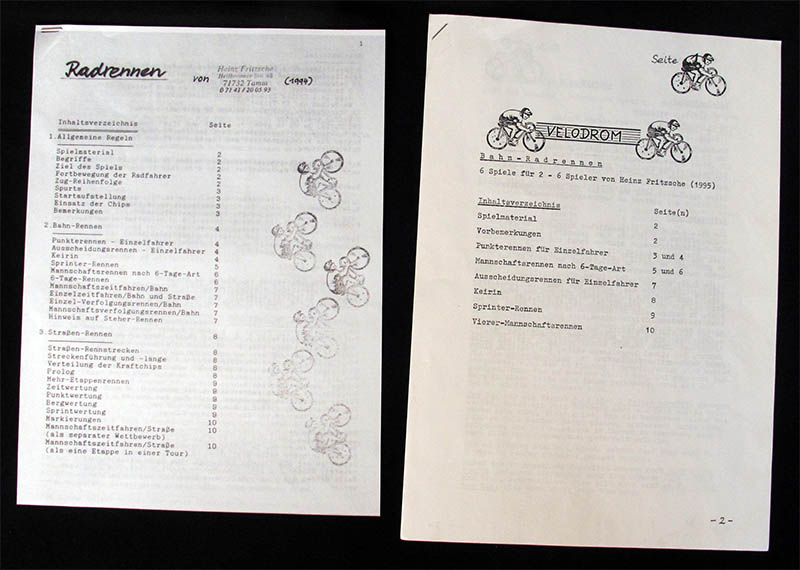 1
Radrennen von Heinz Fritzsche (1994)
71732 Tamm
0 71 41 / 20 05 93
Inhaltsverzeichnis Seite
1.Allgemeine Regeln
Spielmaterial 2
Begriffe 2
Ziel des Spiels 2
Fortbewegung der Radfahrer 2
Zug-Reihenfolge 2
Spurts 3
Startaufstellung 3
Einsatz der Chips 3
Bemerkungen 3
2.Bahn-Rennen 4
Punkterennen - Einzelfahrer 4
Ausscheidungsrennen - Einzelfahrer 4
Keirin 4
Sprinter-Rennen 5
Mannschaftsrennen nach 6-Tage-Art 6
6-Tage-Rennen 6
Mannschaftszeitfahren/Bahn 7
Einzelzeitfahren/Bahn und Straße 7
Einzel-Verfolgungsrennen/Bahn 7
Mannschaftsverfolgungsrennen/Bahn 7
Hinweis auf Steher-Rennen 7
3.Straßen-Rennen 8
Straßen-Rennstrecken 8
Streckenführung und -länge 8
Verteilung der Kraftchips 8
Prolog 8
Mehr-Etappenrennen 9
Zeitwertung 9
Punktwertung 9
Bergwertung 9
Sprintwertung 9
Markierungen 10
Mannschaftszeitfahren/Straße 10
(als separater Wettbewerb)
Mannschaftszeitfahren/Straße 10
(als eine Etappe in einer Tour)
Seite
VELODROM
Bahn-Radrennen
6 Spiele für 2 - 6 Spieler von Heinz Fritzsche (1995)
Inhaltsverzeichnis Seite(n)
Spielmaterial 2
Vorbemerkungen 2
Punkterennen für Einzelfahrer 3 und 4
Mannschaftsrennen nach 6-Tage-Art 5 und 6
Ausscheidungsrennen für Einzelfahrer 7
Keirin 8
Sprinter-Rennen 9
Vierer-Mannschaftsrennen 10
-2-